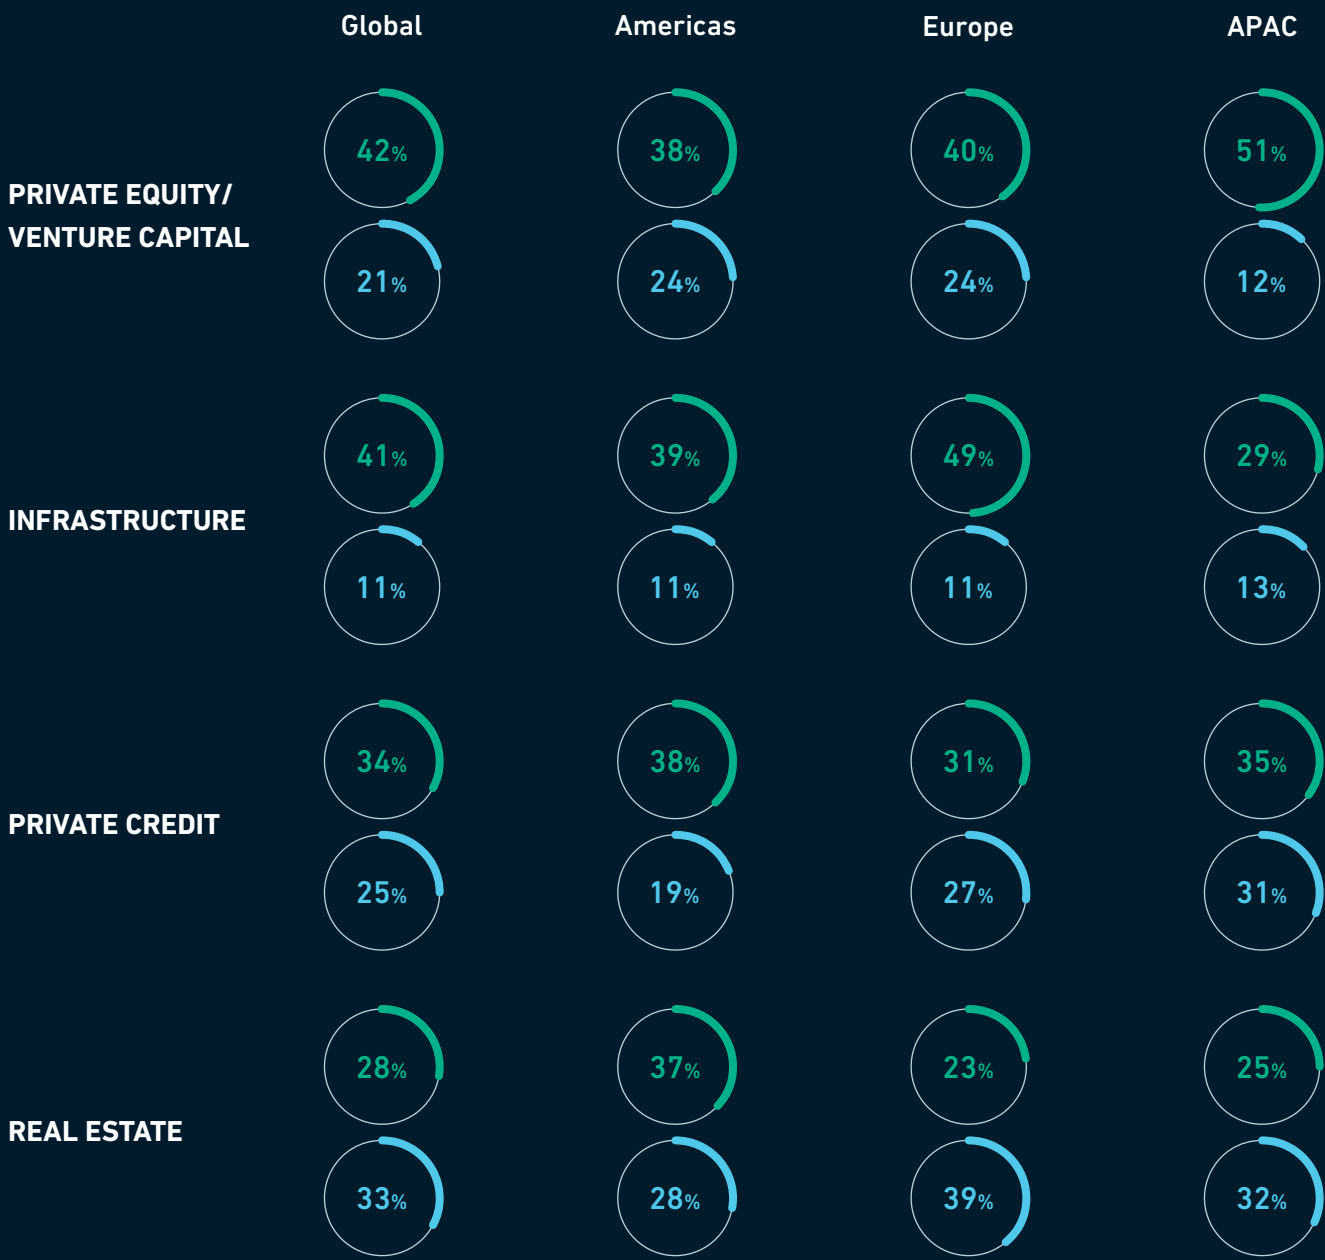 Global Americas Europe APAC
42% 38% 40% 51%
PRIVATE EQUITY/
VENTURE CAPITAL
21% 24% 24% 12%
41% 39% 49% 29%
INFRASTRUCTURE
11% 11% 11% 13%
34% 38% 31% 35%
PRIVATE CREDIT
25% 19% 27% 31%
28% 37% 23% 25%
REAL ESTATE
33% 28% 39% 32%